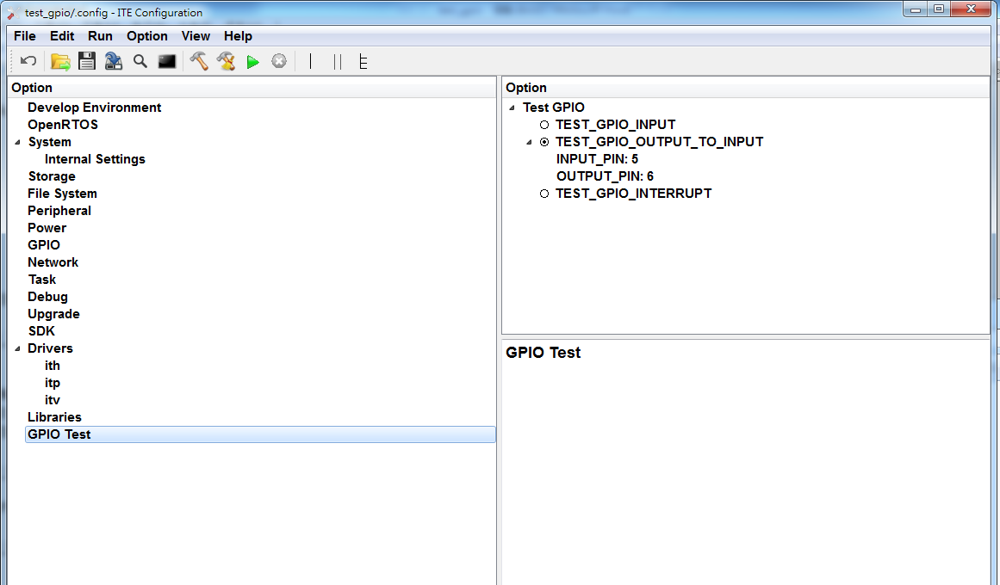 test_gpio/.config - ITE Configuration
File Edit Run Option View Help
Option
Develop Environment
OpenRTOS
System
Internal Settings
Storage
File System
Peripheral
Power
GPIO
Network
Task
Debug
Upgrade
SDK
Drivers
ith
itp
itv
Libraries
GPIO Test
Option
Test GPIO
TEST_GPIO_INPUT
TEST_GPIO_OUTPUT_TO_INPUT
INPUT_PIN: 5
OUTPUT_PIN: 6
TEST_GPIO_INTERRUPT
GPIO Test